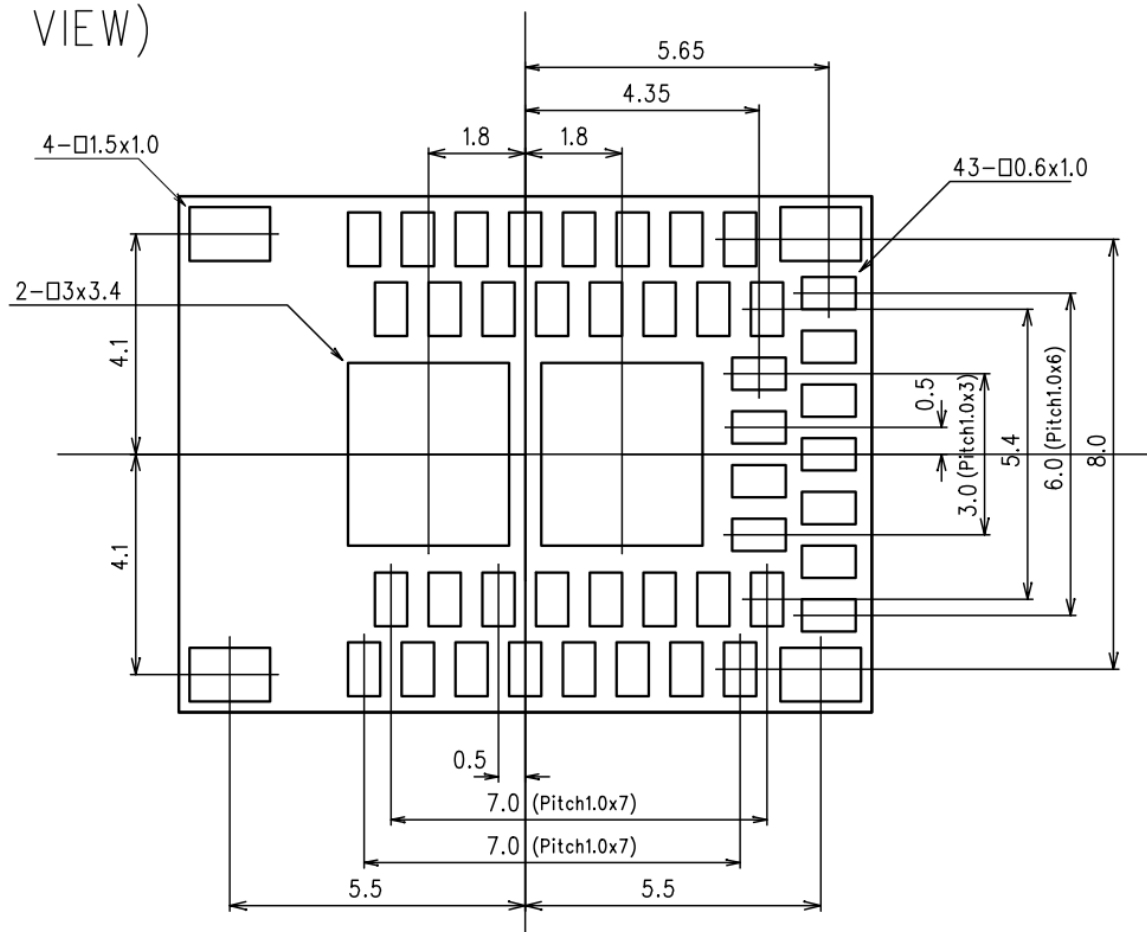 VIEW)
5.65
4.35
1.8
1.8
4-□1.5x1.0
43-□0.6x1.0
2-□3x3.4
4.1
4.1
0.5
3.0 (Pitch1.0x3)
5.4
6.0 (Pitch1.0x6)
8.0
0.5
7.0 (Pitch1.0x7)
7.0 (Pitch1.0x7)
5.5
5.5